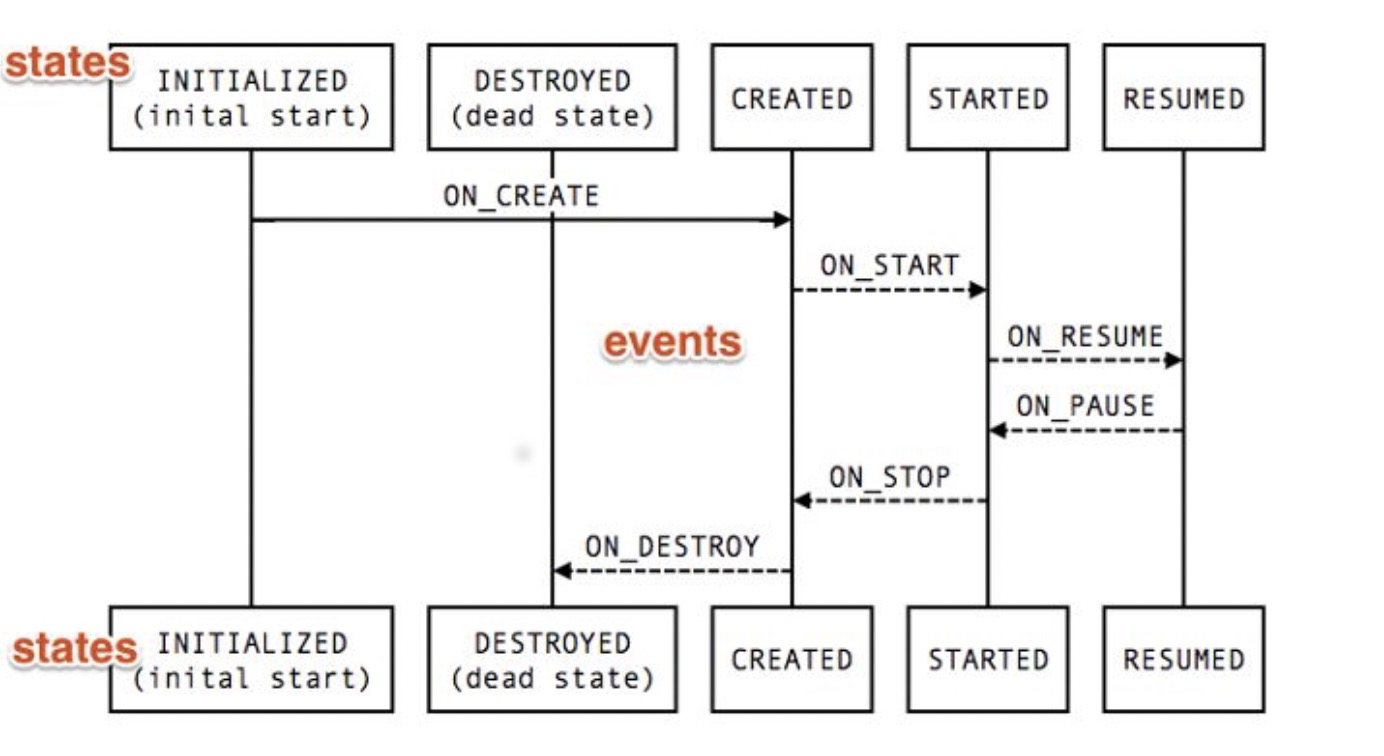 states
INITIALIZED
(inital start)
DESTROYED
(dead state)
CREATED
STARTED
RESUMED
ON_CREATE
ON_START
events
ON_RESUME
ON_PAUSE
ON_STOP
ON_DESTROY
states
INITIALIZED
(inital start)
DESTROYED
(dead state)
CREATED
STARTED
RESUMED